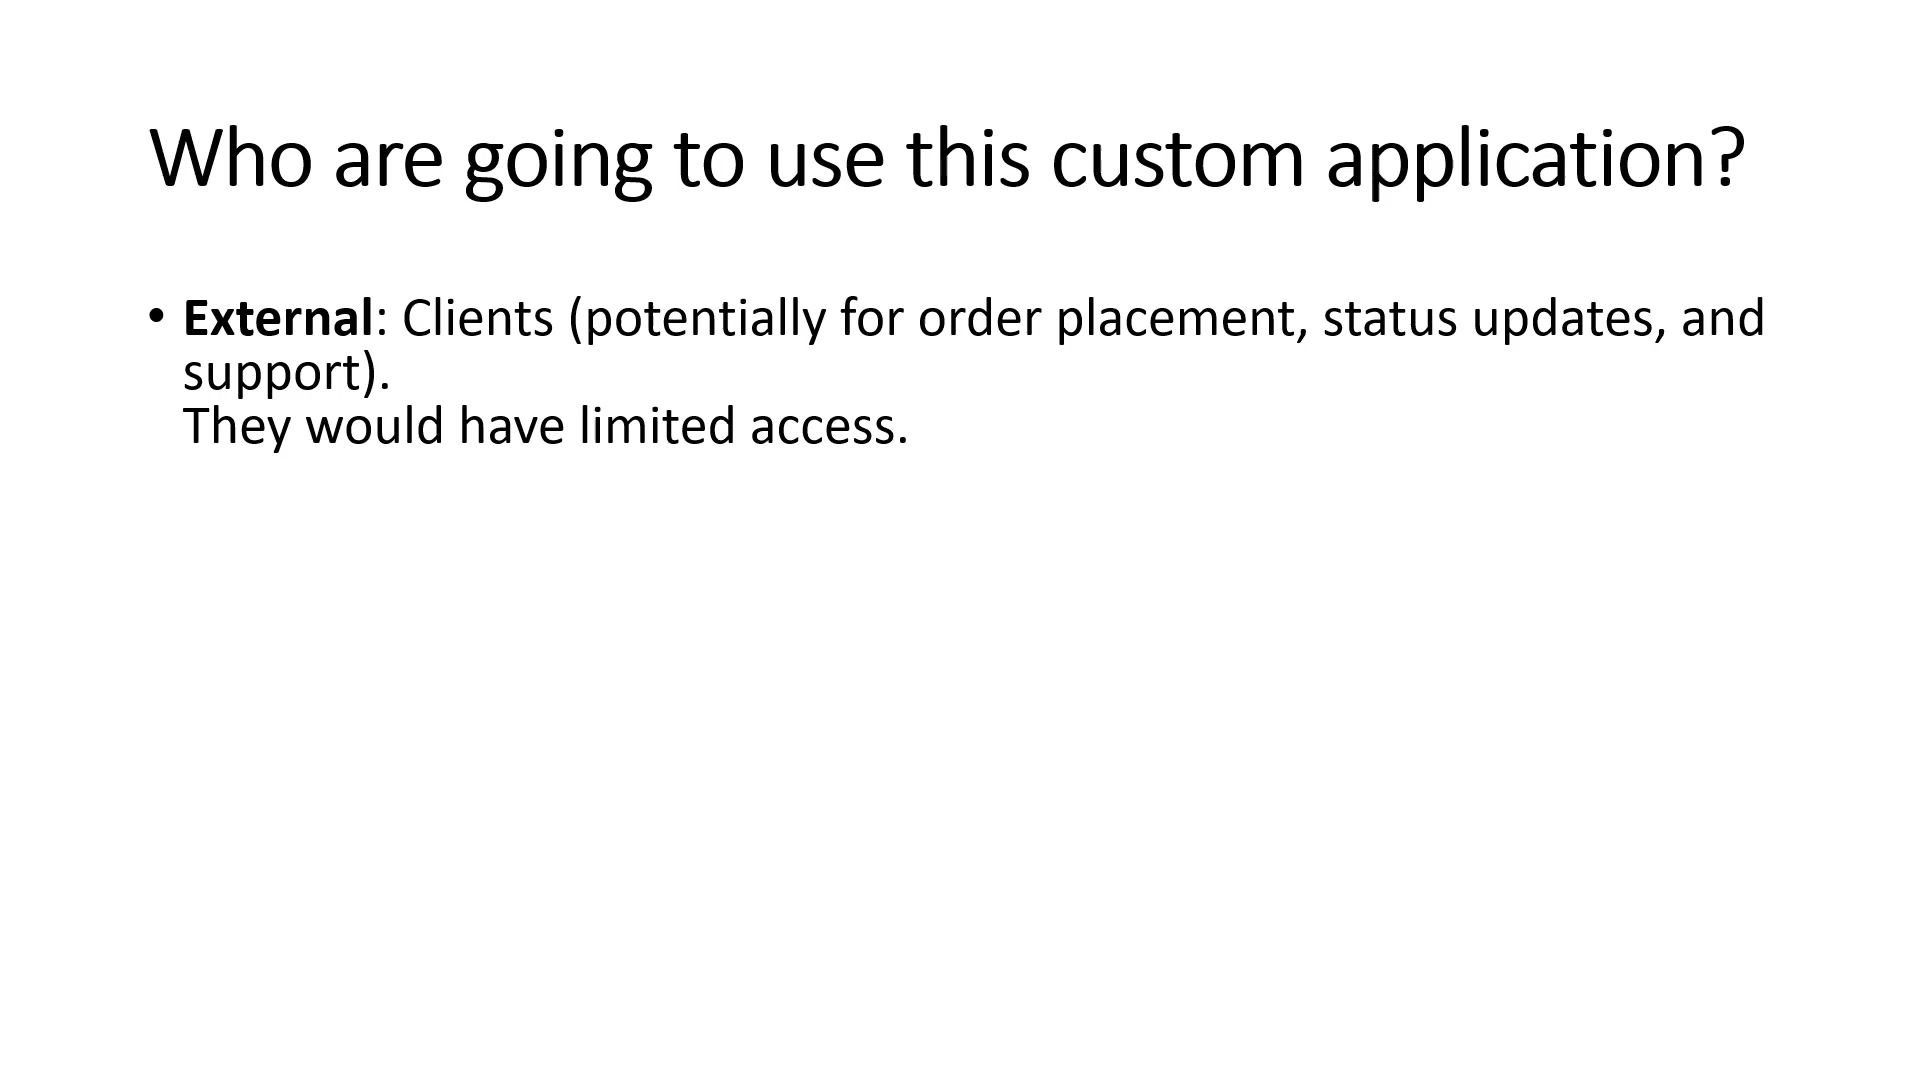 Who are going to use this custom application?
• External: Clients (potentially for order placement, status updates, and
support).
They would have limited access.